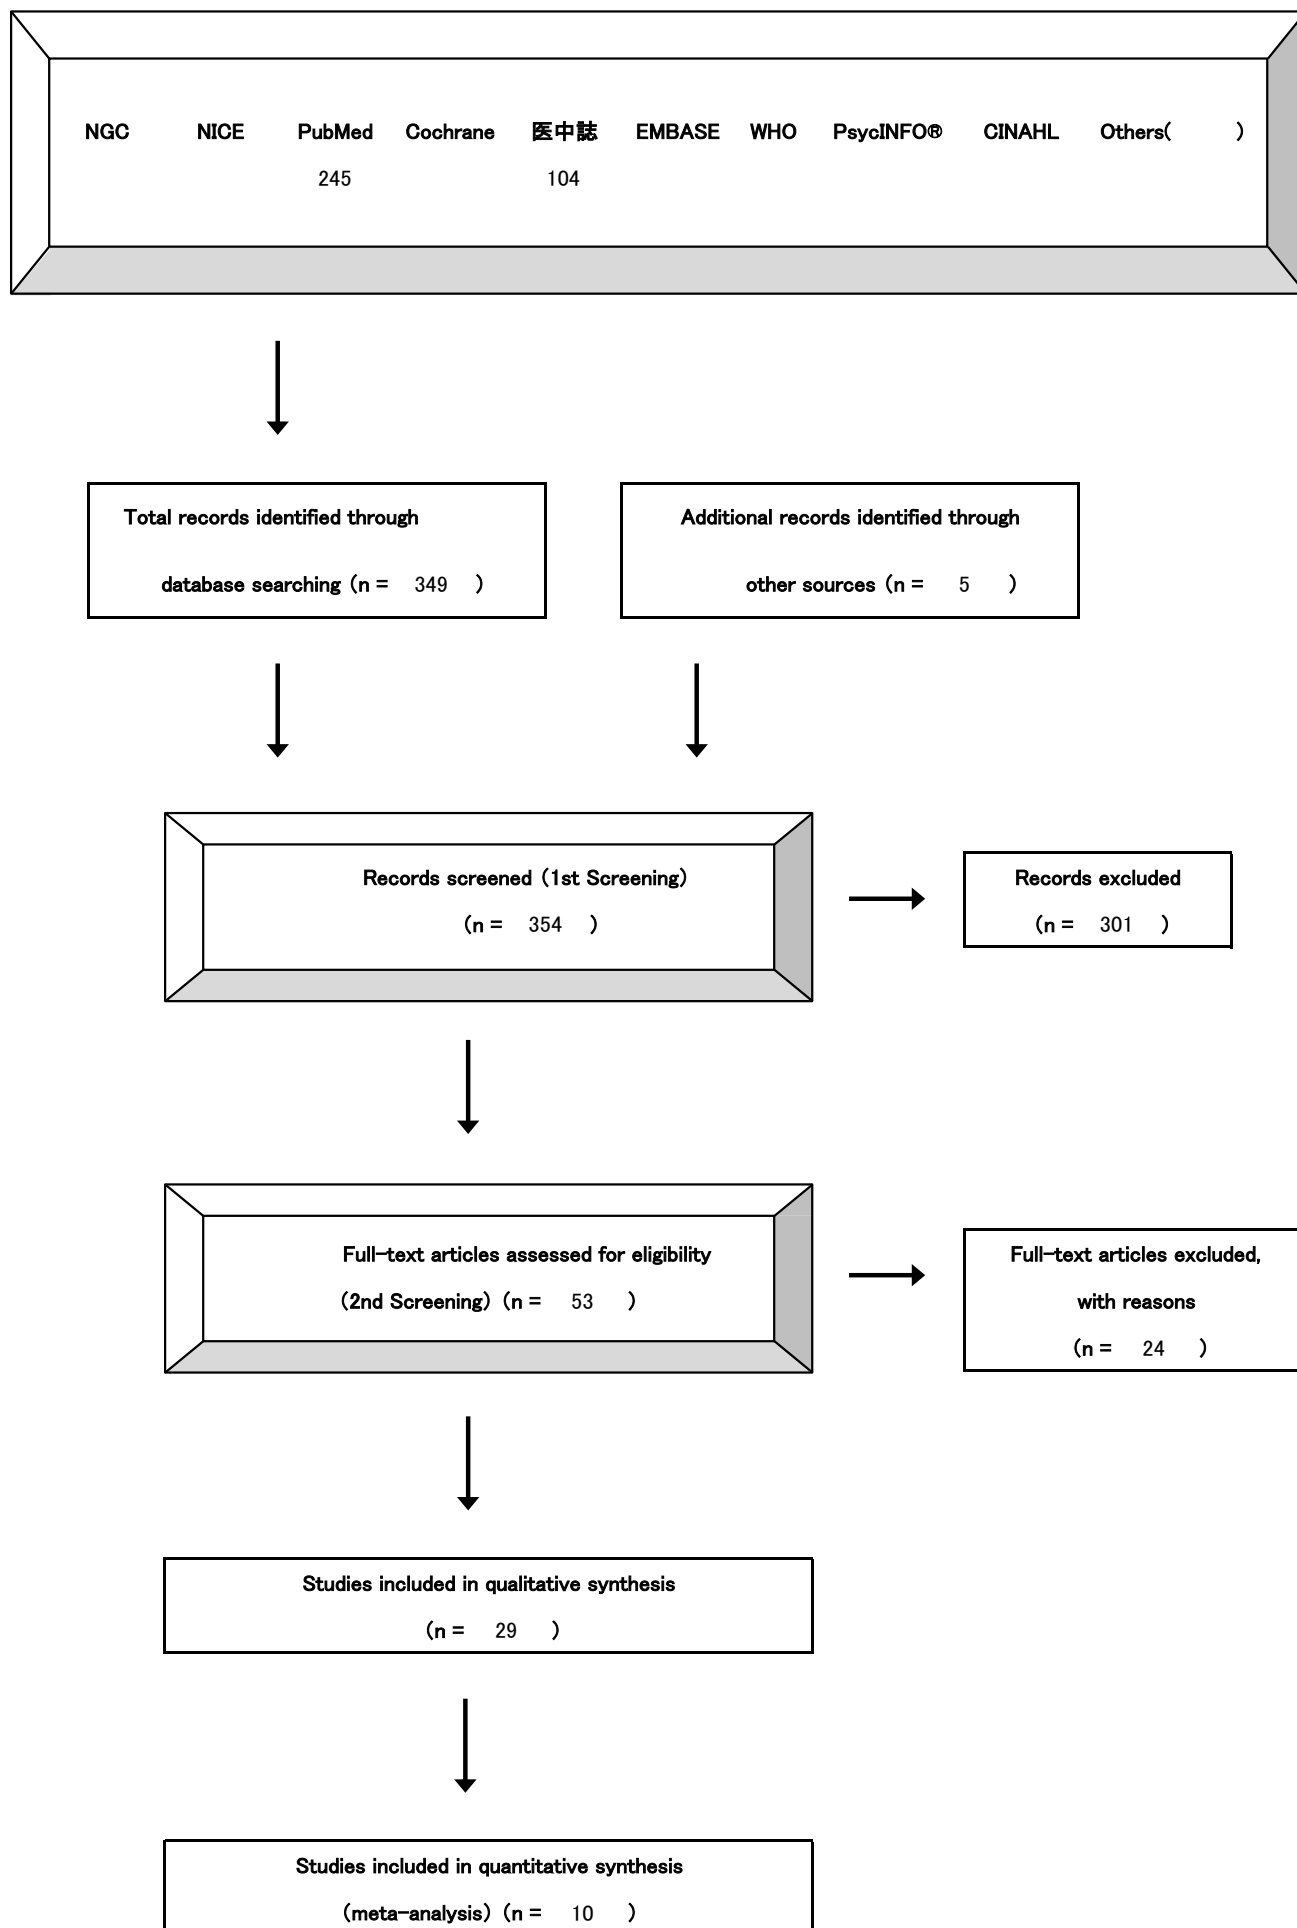 NGC NICE PubMed Cochrane 医中誌 EMBASE WHO PsycINFO® CINAHL Others( )
245 104
Total records identified through
database searching (n = 349 )
Additional records identified through
other sources (n = 5 )
Records screened (1st Screening)
(n = 354 )
Records excluded
(n = 301 )
Full-text articles assessed for eligibility
(2nd Screening) (n = 53 )
Full-text articles excluded,
with reasons
(n = 24 )
Studies included in qualitative synthesis
(n = 29 )
Studies included in quantitative synthesis
(meta-analysis) (n = 10 )